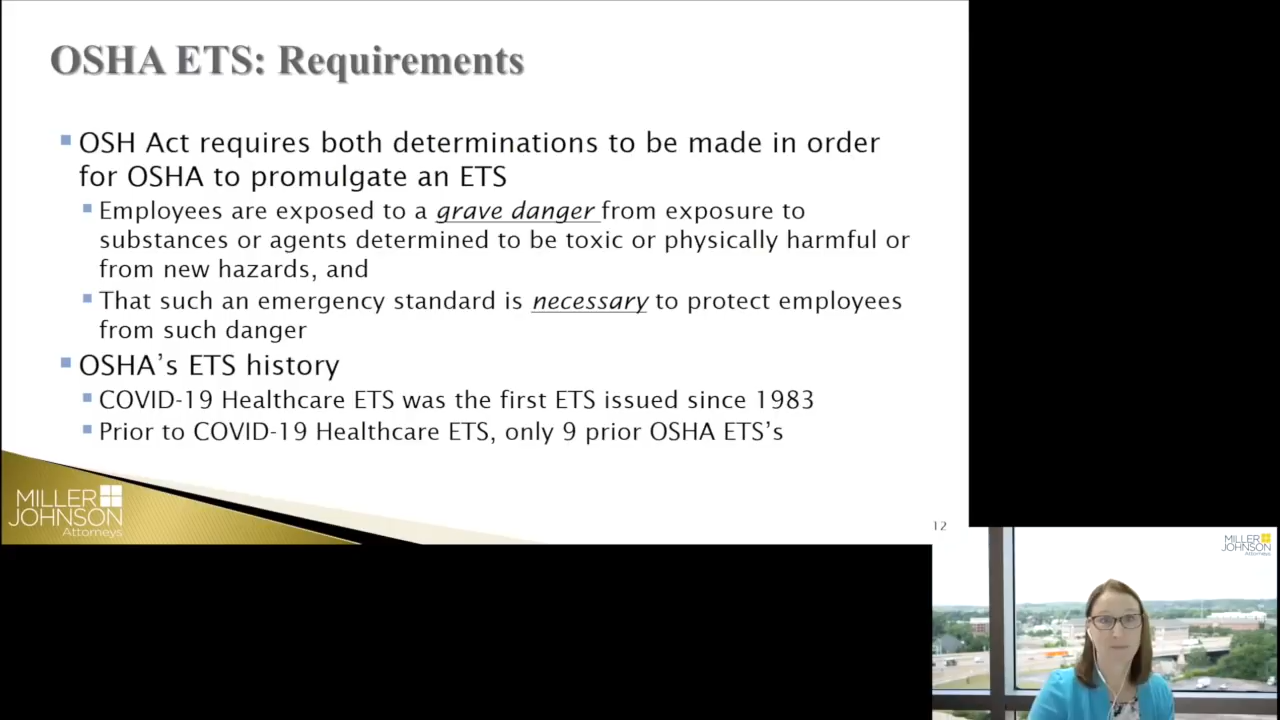 OSHA ETS: Requirements
OSH Act requires both determinations to be made in order
for OSHA to promulgate an ETS
Employees are exposed to a grave danger from exposure to
substances or agents determined to be toxic or physically harmful or
from new hazards, and
That such an emergency standard is necessary to protect employees
from such danger
OSHA’s ETS history
COVID-19 Healthcare ETS was the first ETS issued since 1983
Prior to COVID-19 Healthcare ETS, only 9 prior OSHA ETS’s
MILLER
JOHNSON
Attorneys
12
MILLER
JOHNSON
Attorneys